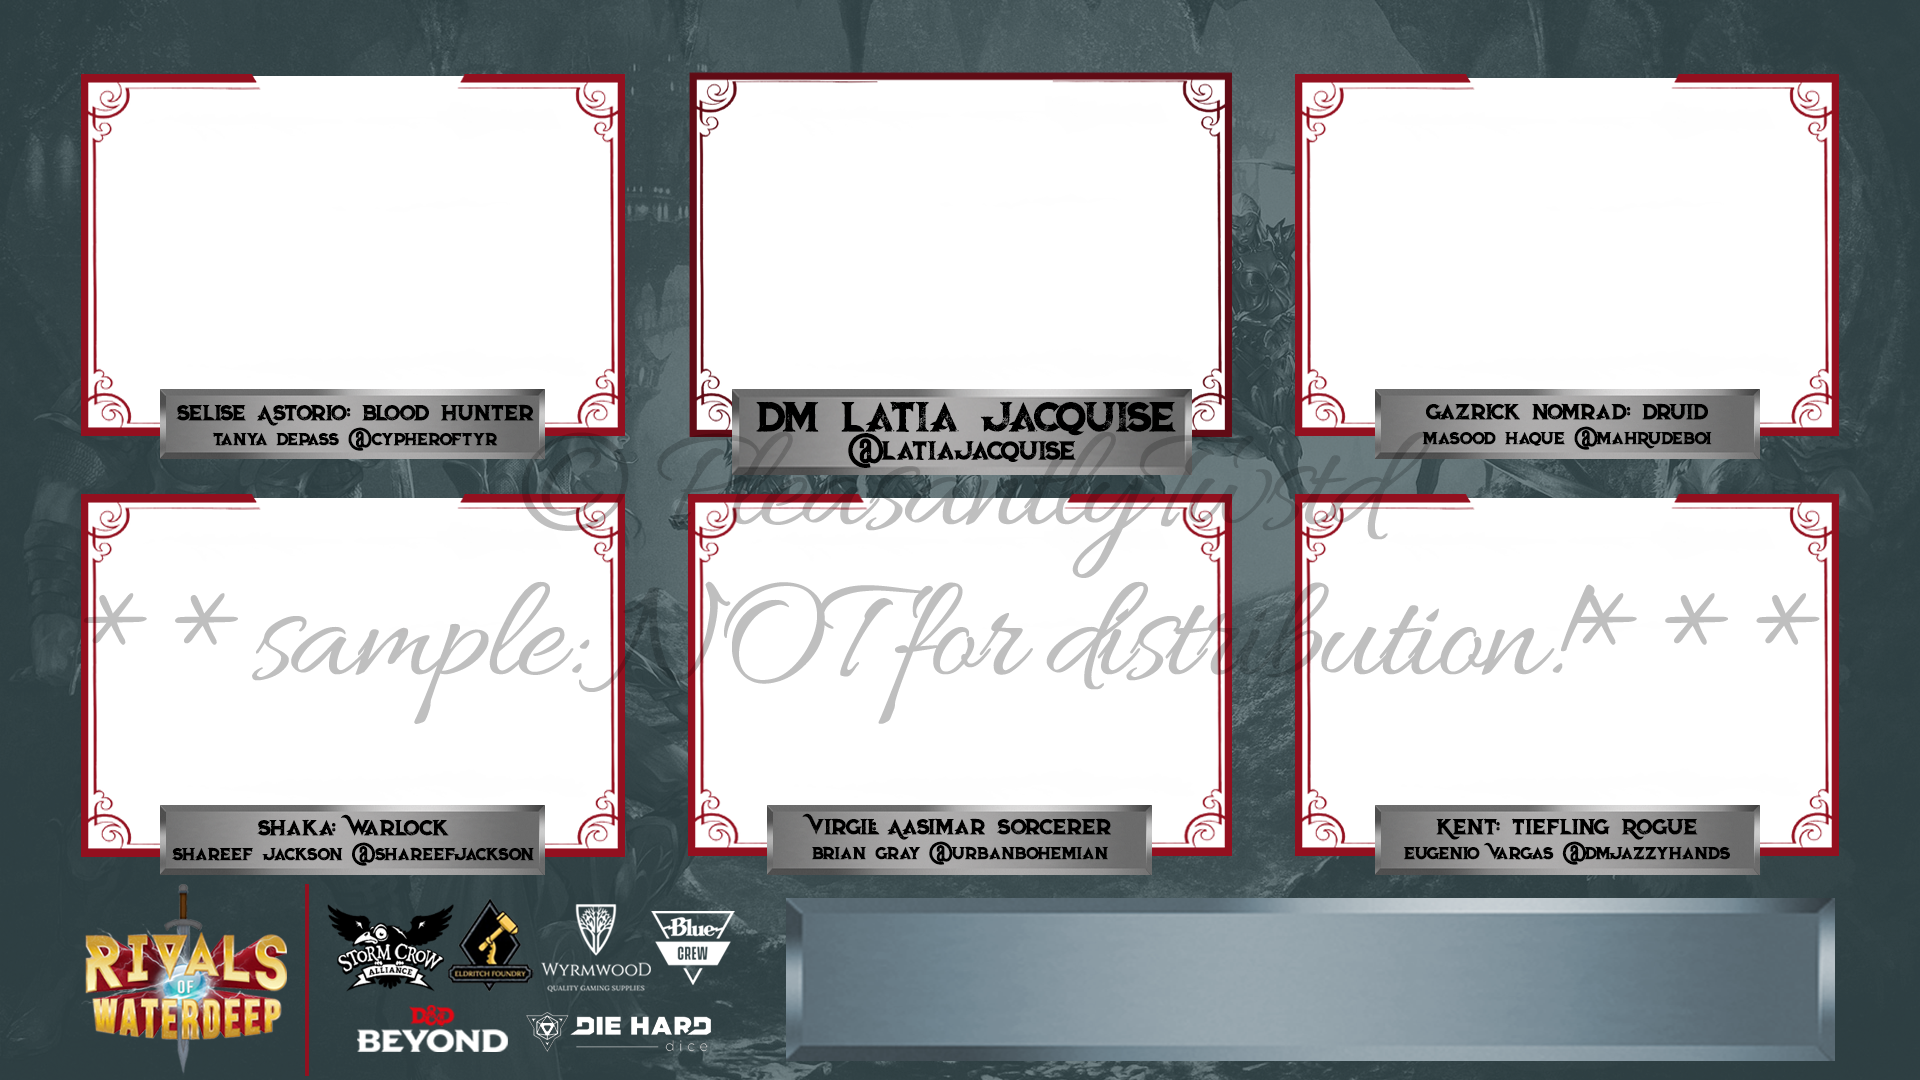 SELISE ASTORIO: BLOOD HUNTER
TANYA DEPASS @CYPHEROFTYR
DM LATIA JACQUISE
@LATIAJACQUISE
GAZRICK NOMRAD: DRUID
MASOOD HAQUE @MAHRUDEBOI
© PleasantlyTwstd
* * sample: NOT for distribution!* * *
SHAKA: WARLOCK
SHAREEF JACKSON @SHAREEFJACKSON
VIRGIL: AASIMAR SORCERER
BRIAN GRAY @URBANBOHEMIAN
KENT: TIEFLING ROGUE
EUGENIO VARGAS @DMJAZZYHANDS
RIVALS
OF
WATERDEEP
STORM CROW
ALLIANCE
ELDRITCH FOUNDRY
WYRMWOOD
QUALITY GAMING SUPPLIES
Blue
CREW
D&D
BEYOND
DIE HARD
dice